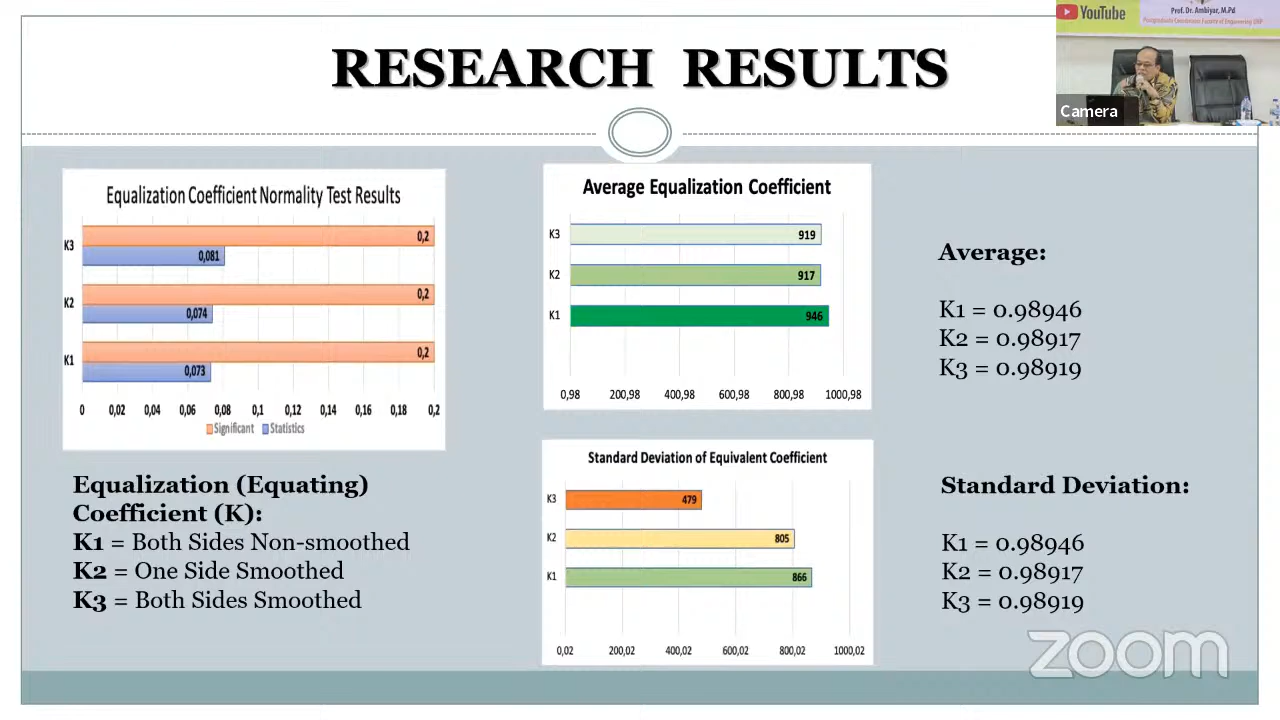 RESEARCH RESULTS
YouTube
Prof. Dr. Ambiyar, M.Pd
Camera
Equalization Coefficient Normality Test Results
K3
0,2
0,081
K2
0,2
0,074
K1
0,2
0,073
0 0,02 0,04 0,06 0,08 0,1 0,12 0,14 0,16 0,18 0,2
Significant Statistics
Average Equalization Coefficient
K3 919
K2 917
K1 946
0,98 200,98 400,98 600,98 800,98 1000,98
Average:
K1 = 0.98946
K2 = 0.98917
K3 = 0.98919
Equalization (Equating)
Coefficient (K):
K1 = Both Sides Non-smoothed
K2 = One Side Smoothed
K3 = Both Sides Smoothed
Standard Deviation of Equivalent Coefficient
K3 479
K2 805
K1 866
0,02 200,02 400,02 600,02 800,02 1000,02
Standard Deviation:
K1 = 0.98946
K2 = 0.98917
K3 = 0.98919
zoom